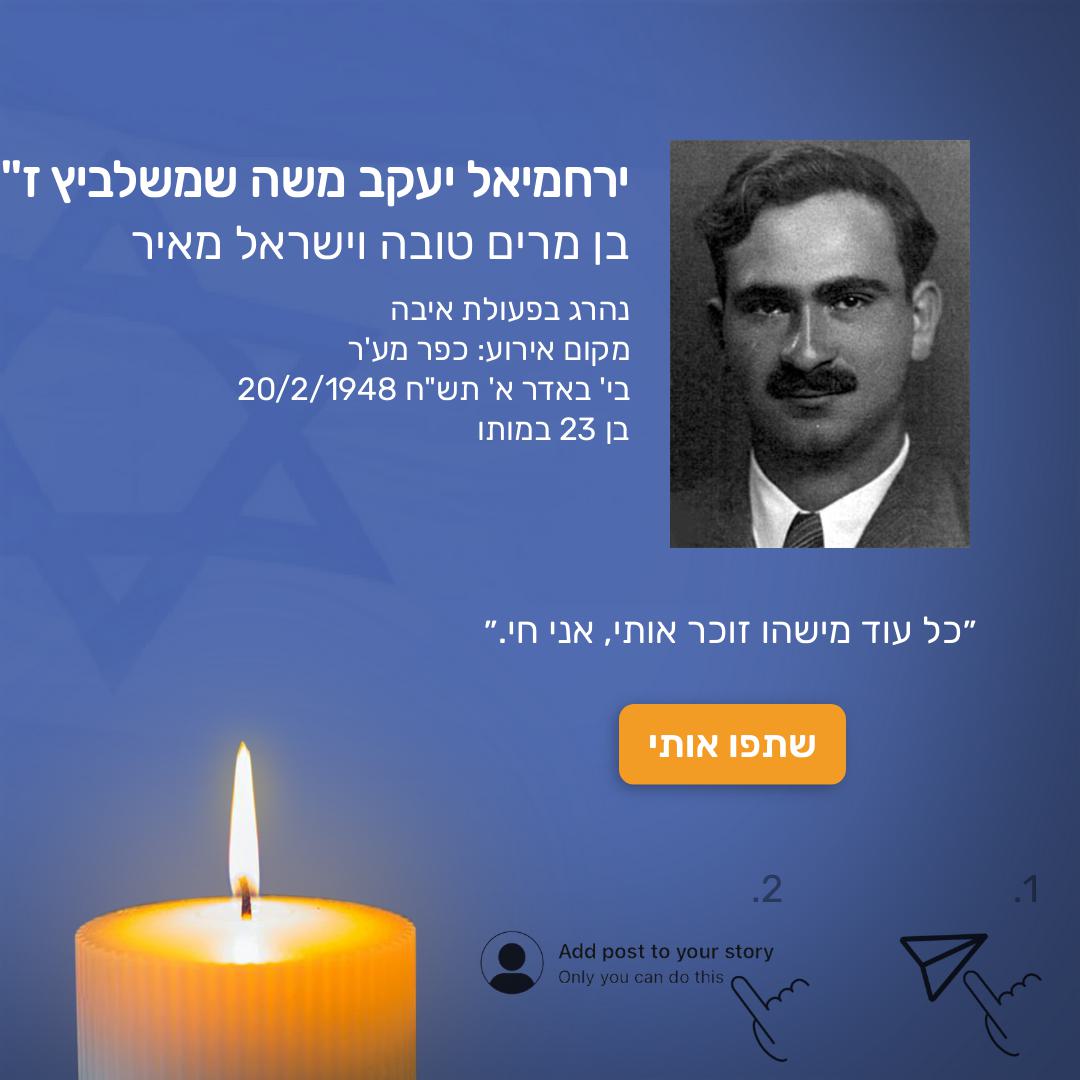 ירחמיאל יעקב משה שמשלביץ ז"
בן מרים טובה וישראל מאיר
נהרג בפעולת איבה
מקום אירוע: כפר מע'ר
בי' באדר א' תש"ח 20/2/1948
בן 23 במותו
״כל עוד מישהו זוכר אותי, אני חי.״
שתפו אותי
.1
.2
Add post to your story
Only you can do this